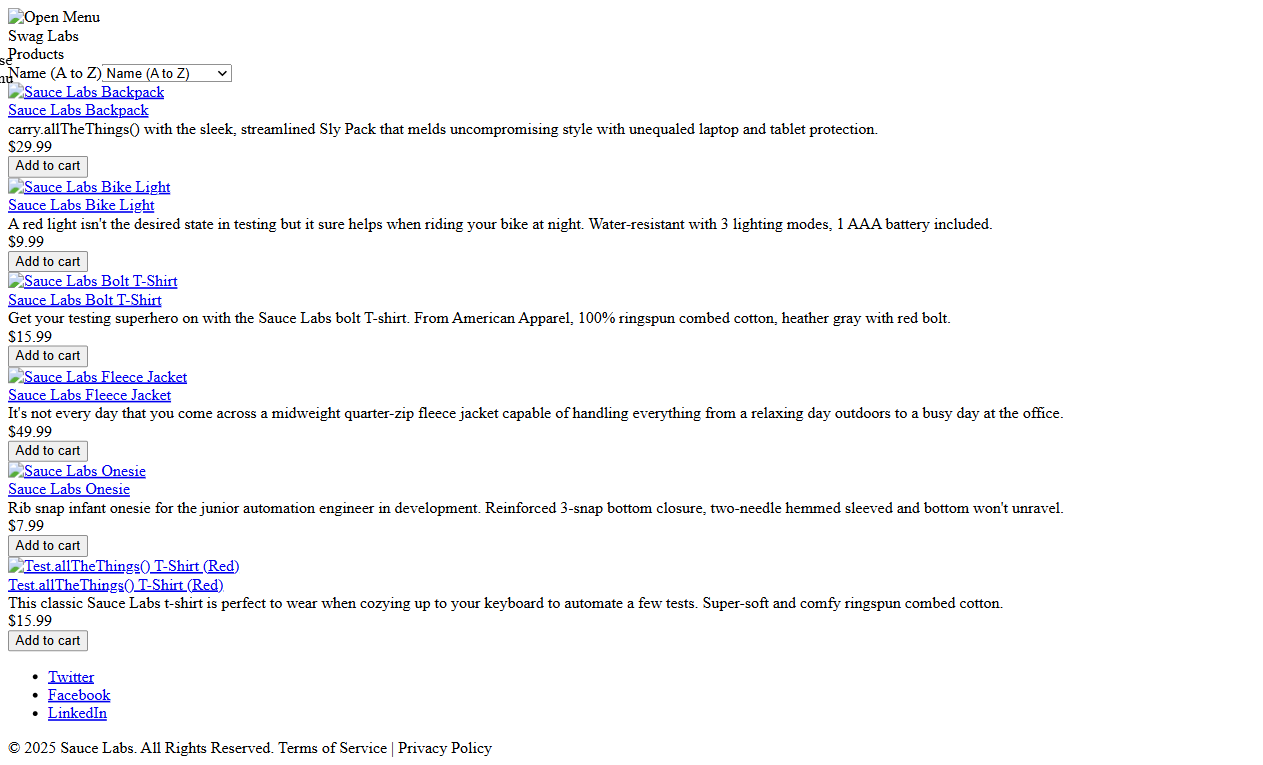 Open Menu
Swag Labs
Products
se
nu
Name (A to Z) Name (A to Z)
Sauce Labs Backpack
Sauce Labs Backpack
carry.allTheThings() with the sleek, streamlined Sly Pack that melds uncompromising style with unequaled laptop and tablet protection.
$29.99
Add to cart
Sauce Labs Bike Light
Sauce Labs Bike Light
A red light isn't the desired state in testing but it sure helps when riding your bike at night. Water-resistant with 3 lighting modes, 1 AAA battery included.
$9.99
Add to cart
Sauce Labs Bolt T-Shirt
Sauce Labs Bolt T-Shirt
Get your testing superhero on with the Sauce Labs bolt T-shirt. From American Apparel, 100% ringspun combed cotton, heather gray with red bolt.
$15.99
Add to cart
Sauce Labs Fleece Jacket
Sauce Labs Fleece Jacket
It's not every day that you come across a midweight quarter-zip fleece jacket capable of handling everything from a relaxing day outdoors to a busy day at the office.
$49.99
Add to cart
Sauce Labs Onesie
Sauce Labs Onesie
Rib snap infant onesie for the junior automation engineer in development. Reinforced 3-snap bottom closure, two-needle hemmed sleeved and bottom won't unravel.
$7.99
Add to cart
Test.allTheThings() T-Shirt (Red)
Test.allTheThings() T-Shirt (Red)
This classic Sauce Labs t-shirt is perfect to wear when cozying up to your keyboard to automate a few tests. Super-soft and comfy ringspun combed cotton.
$15.99
Add to cart
Twitter
Facebook
LinkedIn
© 2025 Sauce Labs. All Rights Reserved. Terms of Service | Privacy Policy